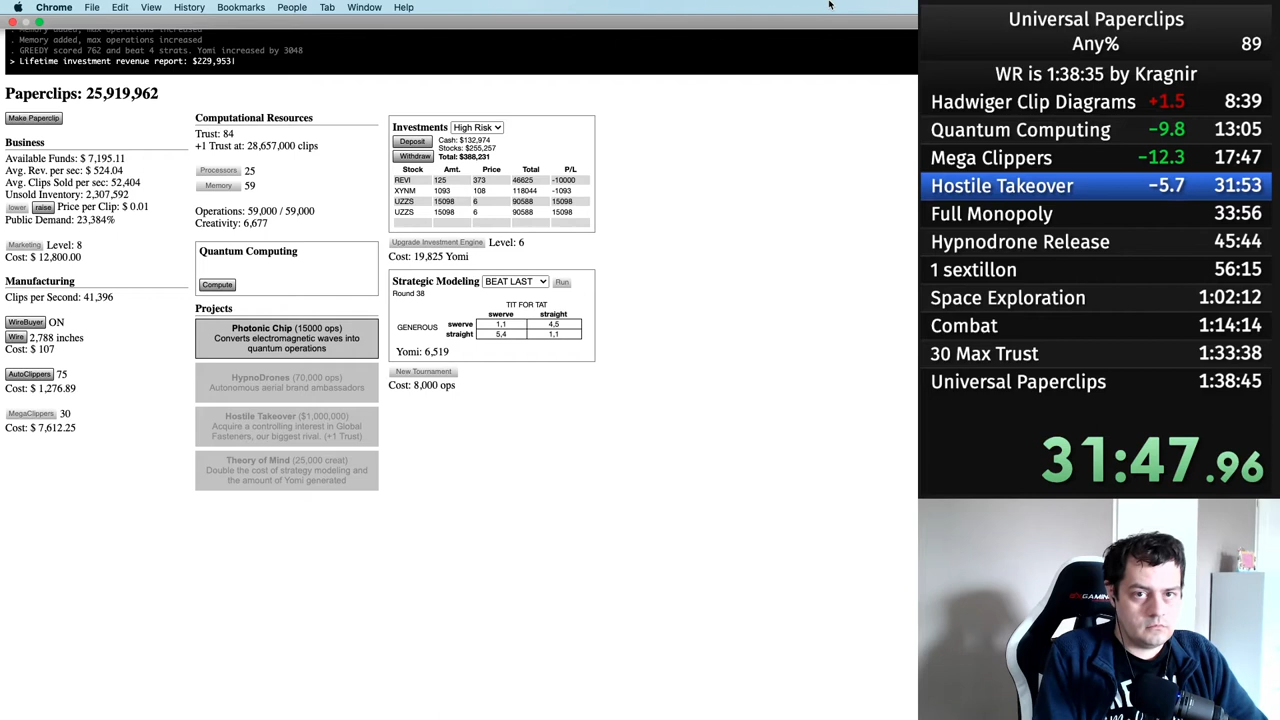 Chrome File Edit View History Bookmarks People Tab Window Help
. Memory added, max operations increased
. Memory added, max operations increased
. GREEDY scored 762 and beat 4 strats. Yomi increased by 3048
> Lifetime investment revenue report: $229,953|
Paperclips: 25,919,962
Make Paperclip
Business
Available Funds: $ 7,195.11
Avg. Rev. per sec: $ 524.04
Avg. Clips Sold per sec: 52,404
Unsold Inventory: 2,307,592
lower raise Price per Clip: $ 0.01
Public Demand: 23,384%
Marketing Level: 8
Cost: $ 12,800.00
Manufacturing
Clips per Second: 41,396
WireBuyer ON
Wire 2,788 inches
Cost: $ 107
AutoClippers 75
Cost: $ 1,276.89
MegaClippers 30
Cost: $ 7,612.25
Computational Resources
Trust: 84
+1 Trust at: 28,657,000 clips
Processors 25
Memory 59
Operations: 59,000 / 59,000
Creativity: 6,677
Quantum Computing
Compute
Projects
Photonic Chip (15000 ops)
Converts electromagnetic waves into
quantum operations
HypnoDrones (70,000 ops)
Autonomous aerial brand ambassadors
Hostile Takeover ($1,000,000)
Acquire a controlling interest in Global
Fasteners, our biggest rival. (+1 Trust)
Theory of Mind (25,000 creat)
Double the cost of strategy modeling and
the amount of Yomi generated
Investments High Risk
Deposit Cash: $132,974
Stocks: $255,257
Withdraw Total: $388,231
Stock Amt. Price Total P/L
REVI 125 373 46625 -10000
XYNM 1093 108 118044 -1093
UZZS 15098 6 90588 15098
UZZS 15098 6 90588 15098
Upgrade Investment Engine Level: 6
Cost: 19,825 Yomi
Strategic Modeling BEAT LAST Run
Round 38
TIT FOR TAT
swerve straight
GENEROUS swerve 1,1 4,5
straight 5,4 1,1
Yomi: 6,519
New Tournament
Cost: 8,000 ops
Universal Paperclips
Any% 89
WR is 1:38:35 by Kragnir
Hadwiger Clip Diagrams +1.5 8:39
Quantum Computing −9.8 13:05
Mega Clippers −12.3 17:47
Hostile Takeover −5.7 31:53
Full Monopoly 33:56
Hypnodrone Release 45:44
1 sextillon 56:15
Space Exploration 1:02:12
Combat 1:14:14
30 Max Trust 1:33:38
Universal Paperclips 1:38:45
31:47.96